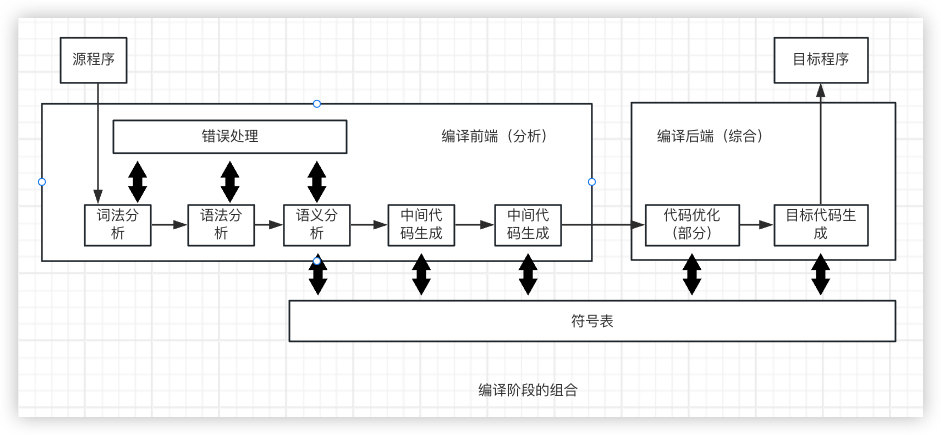 源程序
目标程序
错误处理
编译前端（分析）
编译后端（综合）
词法分
析
语法分
析
语义分
析
中间代
码生成
中间代
码生成
代码优化
（部分）
目标代码生
成
符号表
编译阶段的组合